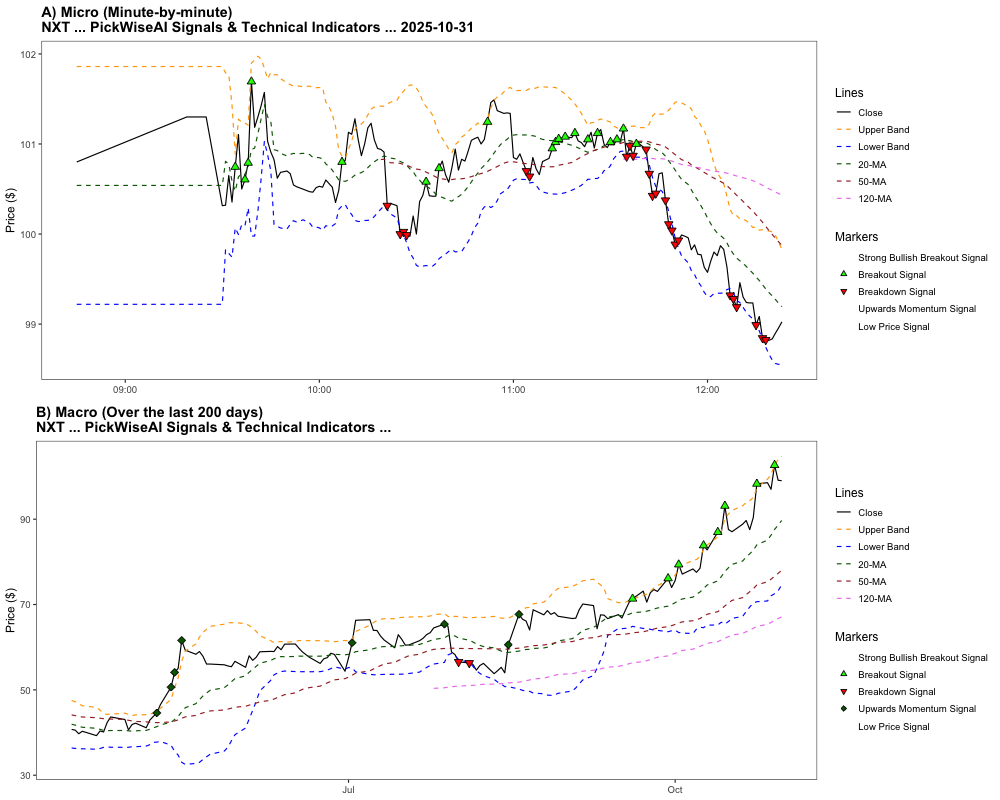 A) Micro (Minute-by-minute)
NXT ... PickWiseAI Signals & Technical Indicators ... 2025-10-31
102
101
100
99
Price ($)
09:00
10:00
11:00
12:00
Lines
Close
Upper Band
Lower Band
20-MA
50-MA
120-MA
Markers
Strong Bullish Breakout Signal
Breakout Signal
Breakdown Signal
Upwards Momentum Signal
Low Price Signal
B) Macro (Over the last 200 days)
NXT ... PickWiseAI Signals & Technical Indicators ...
90
70
50
30
Price ($)
Jul
Oct
Lines
Close
Upper Band
Lower Band
20-MA
50-MA
120-MA
Markers
Strong Bullish Breakout Signal
Breakout Signal
Breakdown Signal
Upwards Momentum Signal
Low Price Signal